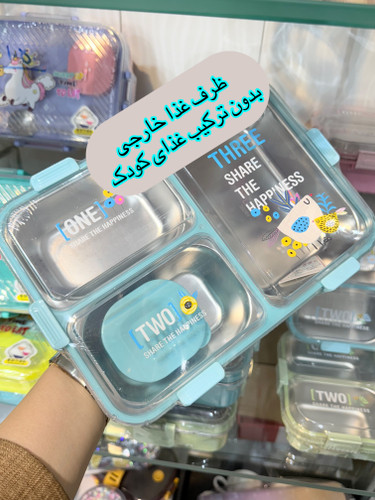 ظرف غذا خارجی
بدون ترکیب غذای کودک
[ONE]
SHARE THE HAPPINESS
THREE
SHARE
THE
HAPPINESS
[TWO]
SHARE THE HAPPINESS
[TWO]